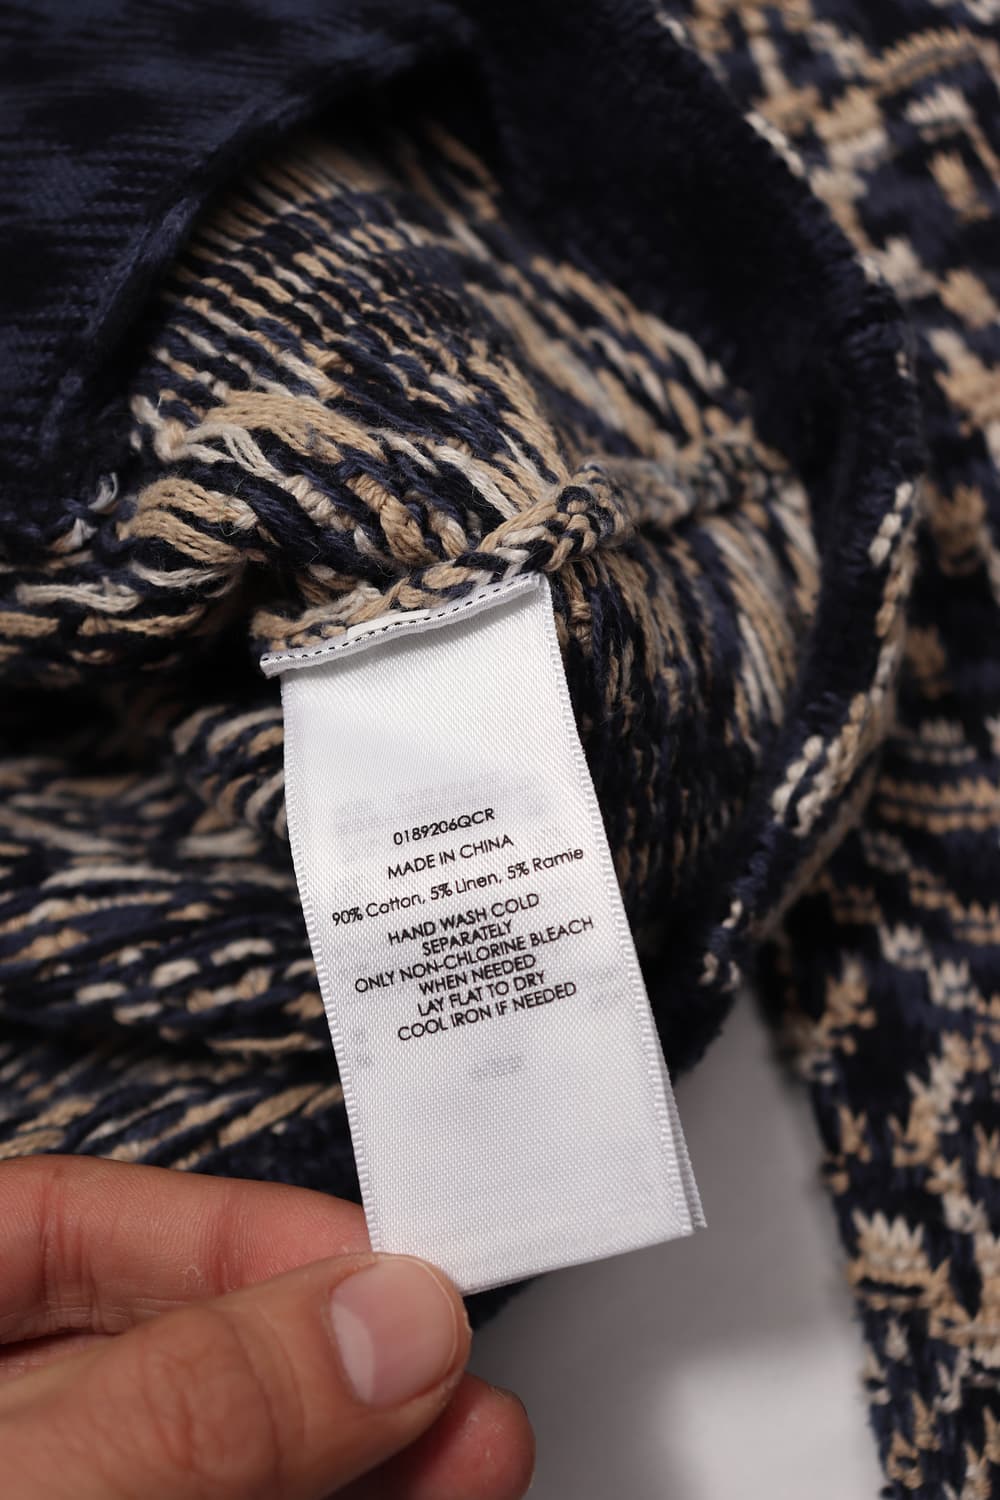 0189206QCR
MADE IN CHINA
90% Cotton, 5% Linen, 5% Ramie
HAND WASH COLD
SEPARATELY
ONLY NON-CHLORINE BLEACH
WHEN NEEDED
LAY FLAT TO DRY
COOL IRON IF NEEDED